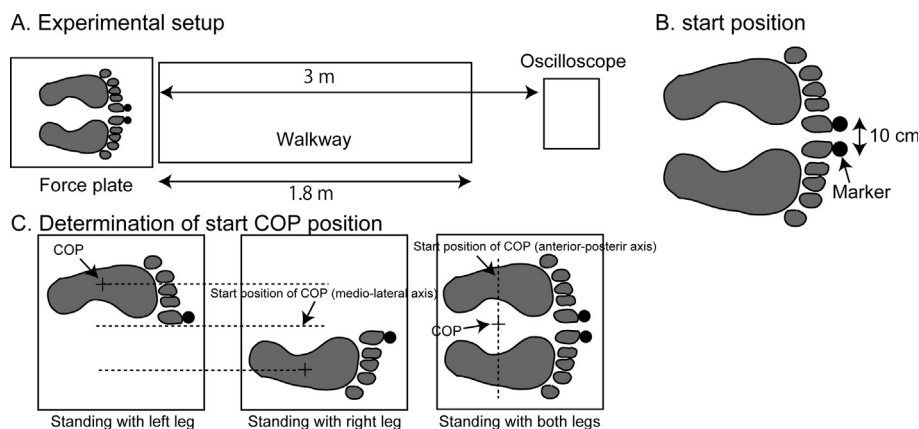 A. Experimental setup
B. start position
Oscilloscope
3 m
Walkway
10 cm
Force plate
1.8 m
Marker
C. Determination of start COP position
COP
Start position of COP (medio-lateral axis)
Start position of COP (anterior-posterir axis)
COP
Standing with left leg
Standing with right leg
Standing with both legs